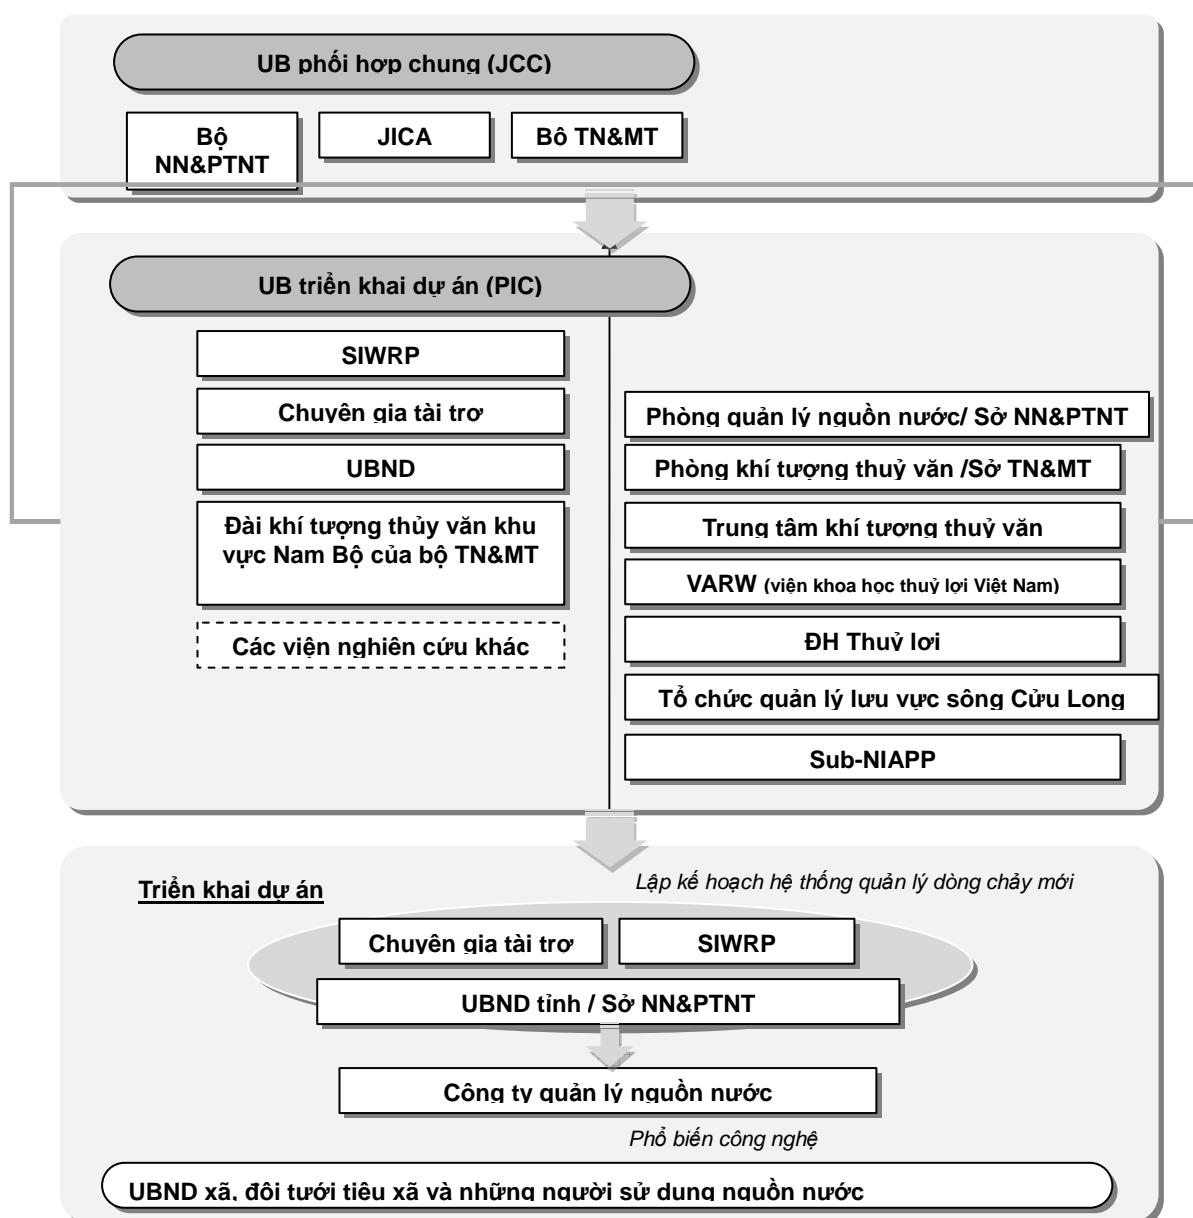 UB phối hợp chung (JCC)
Bộ
NN&PTNT
JICA
Bộ TN&MT
UB triển khai dự án (PIC)
SIWRP
Chuyên gia tài trợ
UBND
Đài khí tượng thủy văn khu
vực Nam Bộ của bộ TN&MT
Các viện nghiên cứu khác
Phòng quản lý nguồn nước/ Sở NN&PTNT
Phòng khí tượng thuỷ văn /Sở TN&MT
Trung tâm khí tượng thuỷ văn
VARW (viện khoa học thuỷ lợi Việt Nam)
ĐH Thuỷ lợi
Tổ chức quản lý lưu vực sông Cửu Long
Sub-NIAPP
Triển khai dự án
Lập kế hoạch hệ thống quản lý dòng chảy mới
Chuyên gia tài trợ
SIWRP
UBND tỉnh / Sở NN&PTNT
Công ty quản lý nguồn nước
Phổ biến công nghệ
UBND xã, đội tưới tiêu xã và những người sử dụng nguồn nước